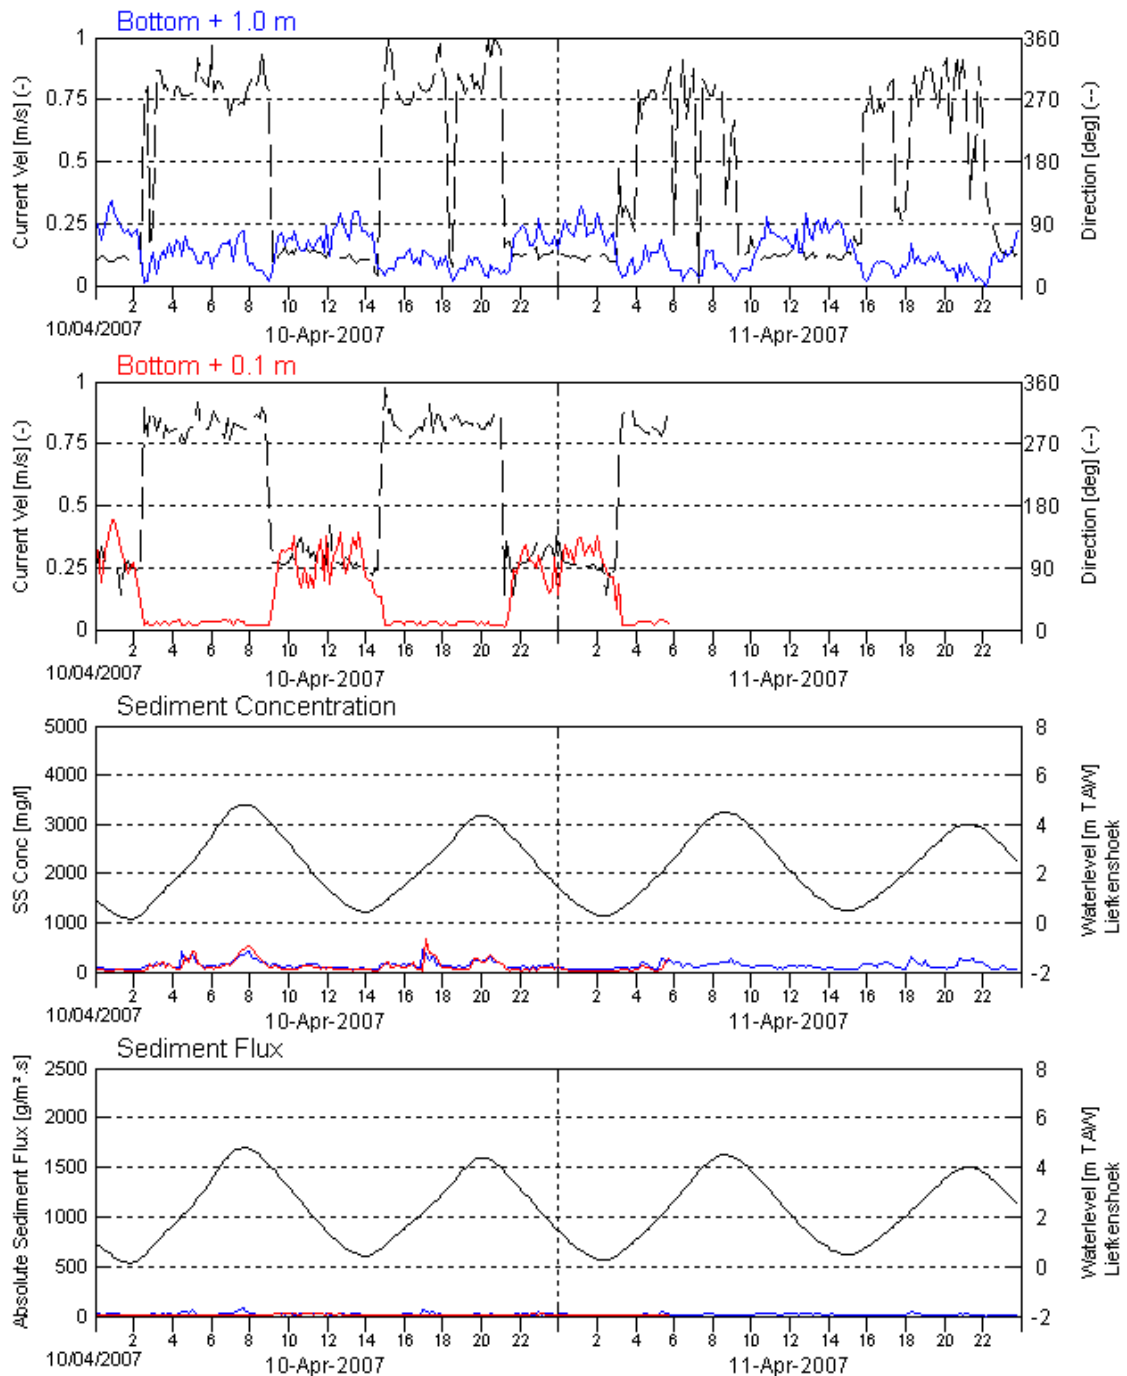 Bottom + 1.0 m
Current Vel [m/s] (-)
1
0.75
0.5
0.25
0
360
270
180
90
0
Direction [deg] (--)
2 4 6 8 10 12 14 16 18 20 22 2 4 6 8 10 12 14 16 18 20 22
10/04/2007 10-Apr-2007 11-Apr-2007
Bottom + 0.1 m
Current Vel [m/s] (-)
1
0.75
0.5
0.25
0
360
270
180
90
0
Direction [deg] (--)
2 4 6 8 10 12 14 16 18 20 22 2 4 6 8 10 12 14 16 18 20 22
10/04/2007 10-Apr-2007 11-Apr-2007
Sediment Concentration
SS Conc [mg/l]
5000
4000
3000
2000
1000
0
8
6
4
2
0
-2
Waterlevel [m TAW]
Liefkenshoek
2 4 6 8 10 12 14 16 18 20 22 2 4 6 8 10 12 14 16 18 20 22
10/04/2007 10-Apr-2007 11-Apr-2007
Sediment Flux
Absolute Sediment Flux [g/m².s]
2500
2000
1500
1000
500
0
8
6
4
2
0
-2
Waterlevel [m TAW]
Liefkenshoek
2 4 6 8 10 12 14 16 18 20 22 2 4 6 8 10 12 14 16 18 20 22
10/04/2007 10-Apr-2007 11-Apr-2007